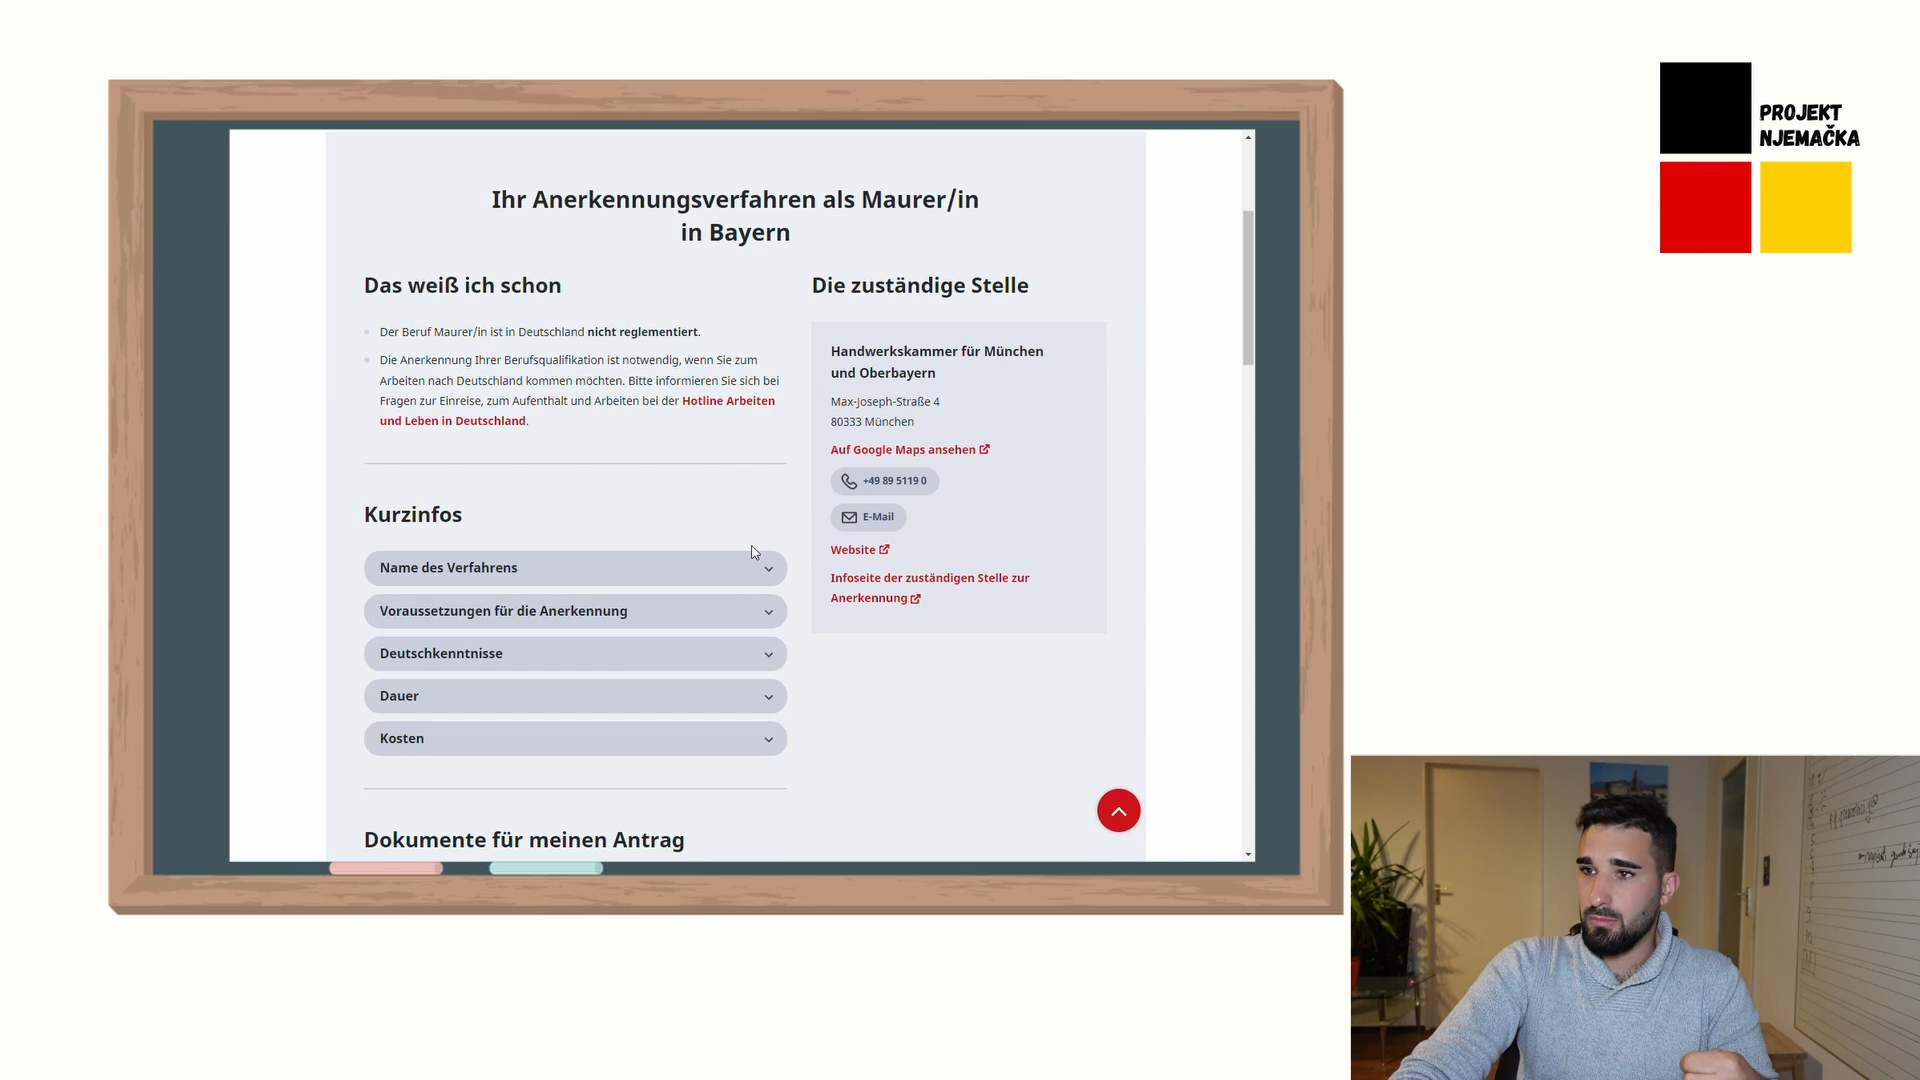 PROJEKT
NJEMAČKA
Ihr Anerkennungsverfahren als Maurer/in
in Bayern
Das weiß ich schon
Der Beruf Maurer/in ist in Deutschland nicht reglementiert.
Die Anerkennung Ihrer Berufsqualifikation ist notwendig, wenn Sie zum
Arbeiten nach Deutschland kommen möchten. Bitte informieren Sie sich bei
Fragen zur Einreise, zum Aufenthalt und Arbeiten bei der Hotline Arbeiten
und Leben in Deutschland.
Kurzinfos
Name des Verfahrens
Voraussetzungen für die Anerkennung
Deutschkenntnisse
Dauer
Kosten
Dokumente für meinen Antrag
Die zuständige Stelle
Handwerkskammer für München
und Oberbayern
Max-Joseph-Straße 4
80333 München
Auf Google Maps ansehen
+49 89 5119 0
E-Mail
Website
Infoseite der zuständigen Stelle zur
Anerkennung